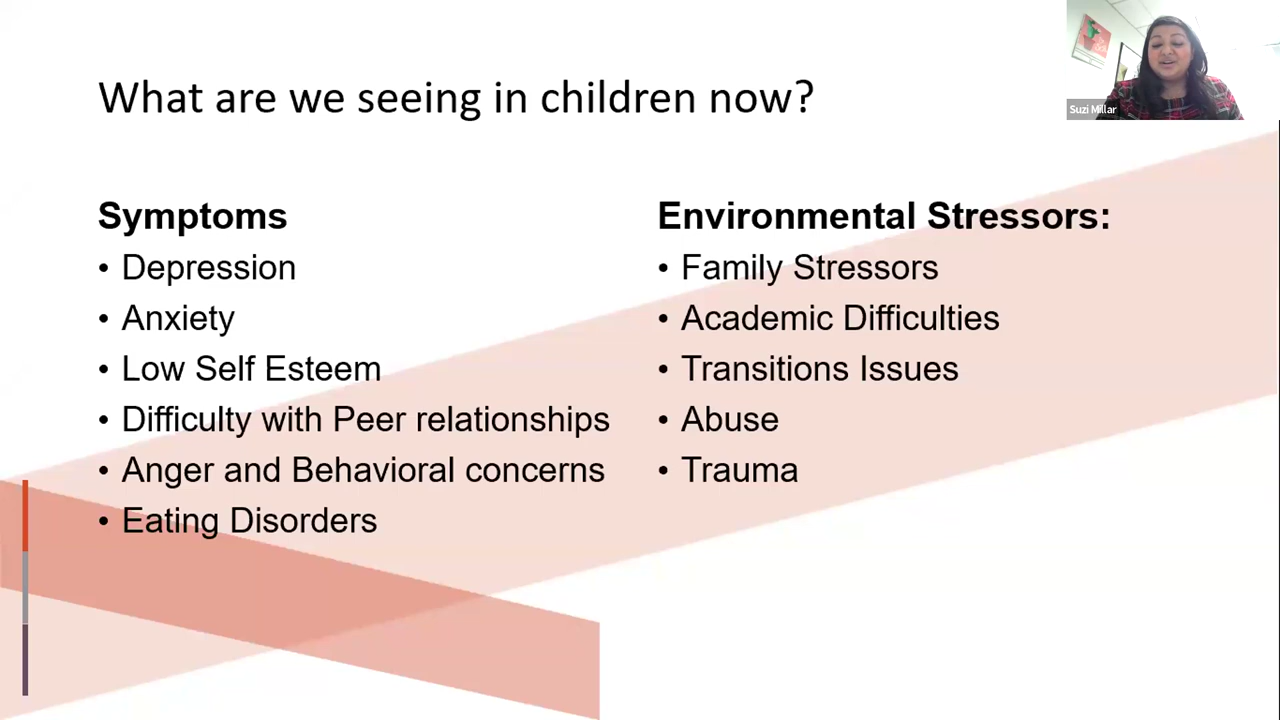 What are we seeing in children now?
Suzi Millar
Symptoms
• Depression
• Anxiety
• Low Self Esteem
• Difficulty with Peer relationships
• Anger and Behavioral concerns
• Eating Disorders
Environmental Stressors:
• Family Stressors
• Academic Difficulties
• Transitions Issues
• Abuse
• Trauma